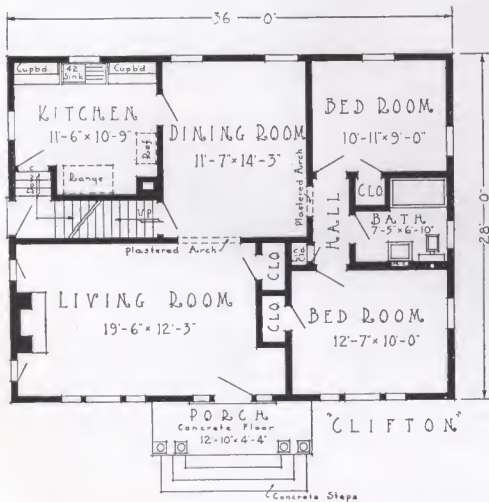 36'-0"
Cupb'd
42 Sink
Cupb'd
KITCHEN
11'-6" × 10'-9"
Ref.
Range
Down
UP
DINING ROOM
11'-7" × 14'-3"
Plastered Arch
BED ROOM
10'-11" × 9'-0"
CLO.
BATH
7'-5" × 6'-10"
HALL
28'-0"
Plastered Arch
CLO.
CLO.
LIVING ROOM
19'-6" × 12'-3"
BED ROOM
12'-7" × 10'-0"
PORCH
Concrete Floor
12'-10" × 4'-4"
"CLIFTON"
Concrete Steps